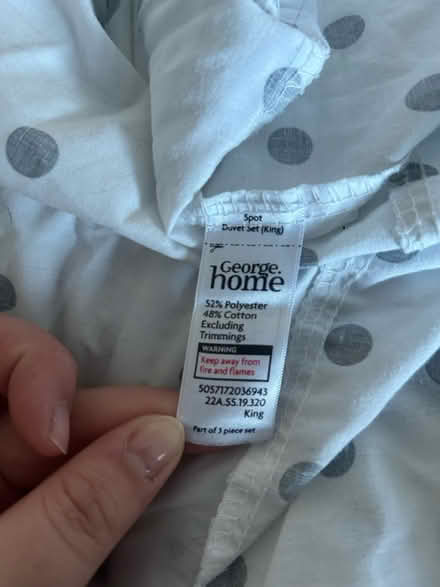 Spot
Duvet Set (King)
George.
home
52% Polyester
48% Cotton
Excluding
Trimmings
WARNING
Keep away from
fire and flames
5057172036943
22A.SS.19.320
King
Part of 3 piece set